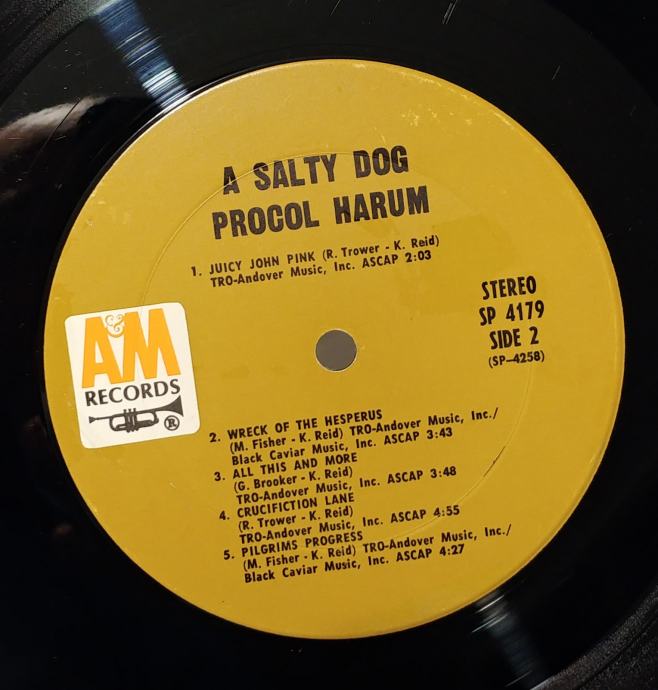 A SALTY DOG
PROCOL HARUM
1. JUICY JOHN PINK (R. Trower - K. Reid)
TRO-Andover Music, Inc. ASCAP 2:03
STEREO
SP 4179
SIDE 2
(SP-4258)
A&M
RECORDS
®
2. WRECK OF THE HESPERUS
(M. Fisher - K. Reid) TRO-Andover Music, Inc./
Black Caviar Music, Inc. ASCAP 3:43
3. ALL THIS AND MORE
(G. Brooker - K. Reid)
TRO-Andover Music, Inc. ASCAP 3:48
4. CRUCIFICTION LANE
(R. Trower - K. Reid)
TRO-Andover Music, Inc. ASCAP 4:55
5. PILGRIMS PROGRESS
(M. Fisher - K. Reid) TRO-Andover Music, Inc./
Black Caviar Music, Inc. ASCAP 4:27